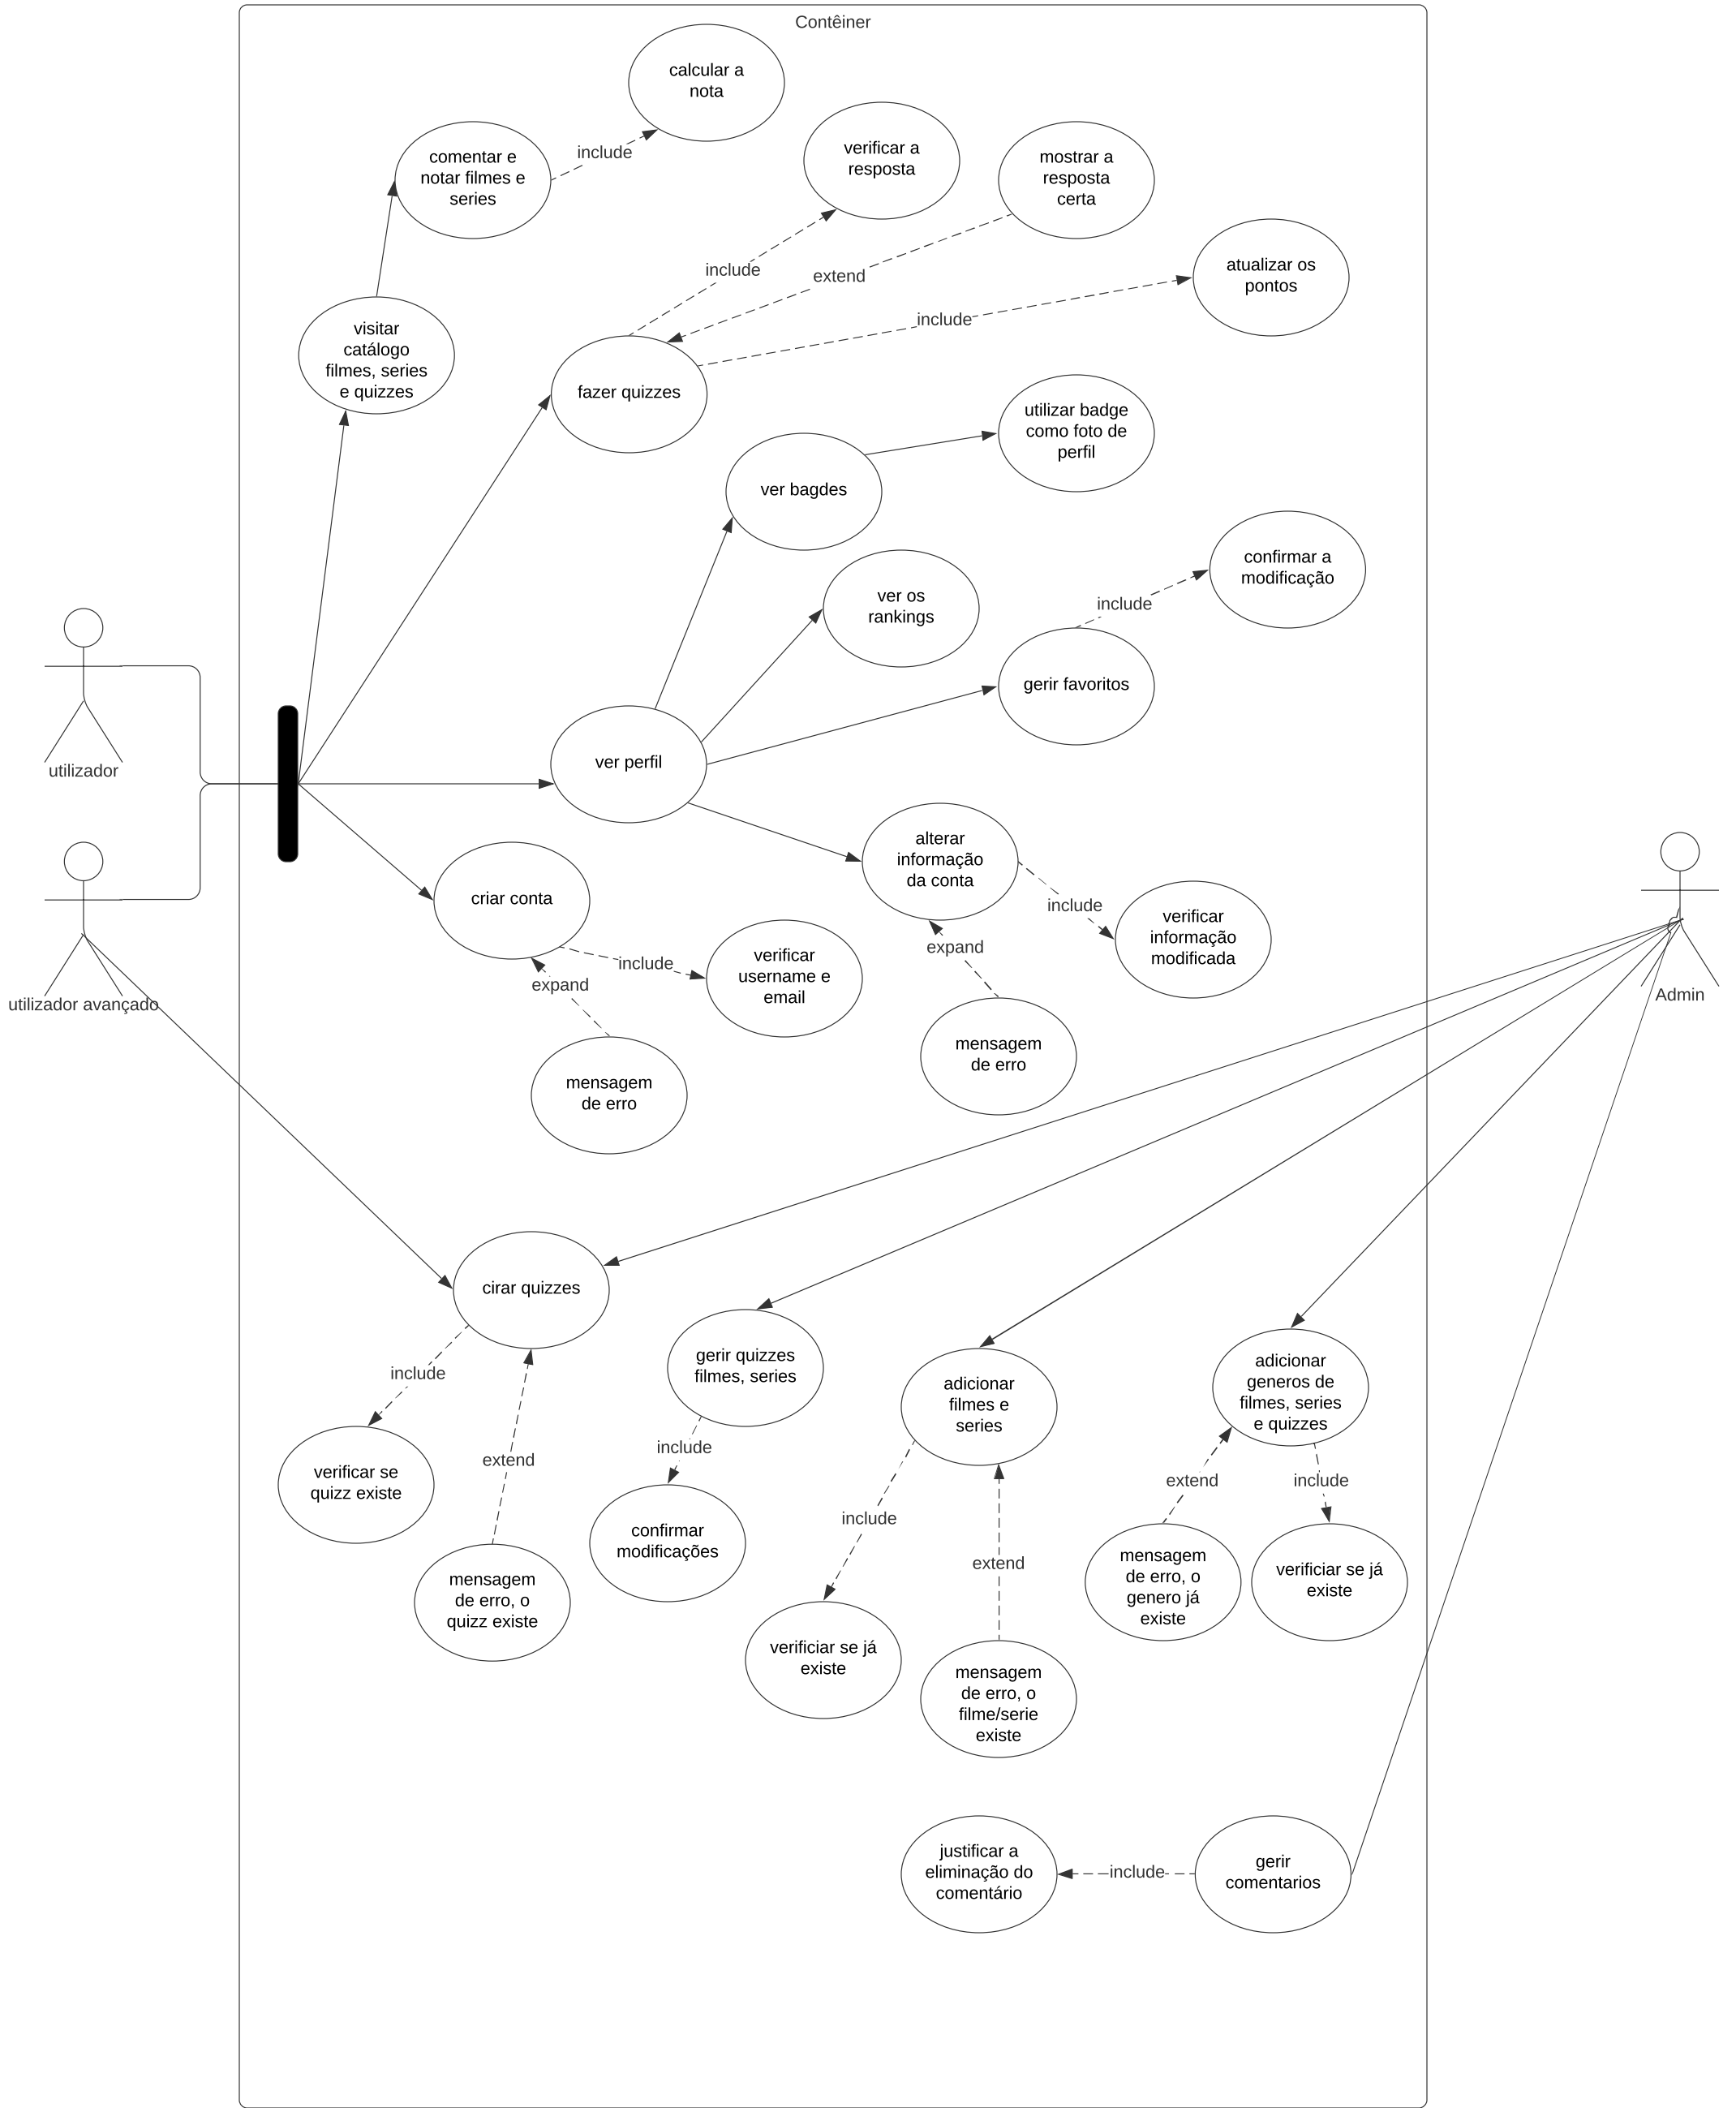 Contêiner
calcular a
nota
comentar e
notar filmes e
series
include
verificar a
resposta
mostrar a
resposta
certa
include
extend
atualizar os
pontos
include
visitar
catálogo
filmes, series
e quizzes
fazer quizzes
utilizar badge
como foto de
perfil
ver bagdes
confirmar a
modificação
include
ver os
rankings
gerir favoritos
utilizador
ver perfil
alterar
informação
da conta
include
verificar
informação
modificada
criar conta
expand
include
expand
verificar
username e
email
utilizador avançado
Admin
mensagem
de erro
mensagem
de erro
cirar quizzes
gerir quizzes
filmes, series
adicionar
filmes e
series
adicionar
generos de
filmes, series
e quizzes
include
extend
include
include
extend
extend
include
verificar se
quizz existe
confirmar
modificações
mensagem
de erro, o
quizz existe
mensagem
de erro, o
genero já
existe
verificiar se já
existe
verificiar se já
existe
mensagem
de erro, o
filme/serie
existe
justificar a
eliminação do
comentário
include
gerir
comentarios